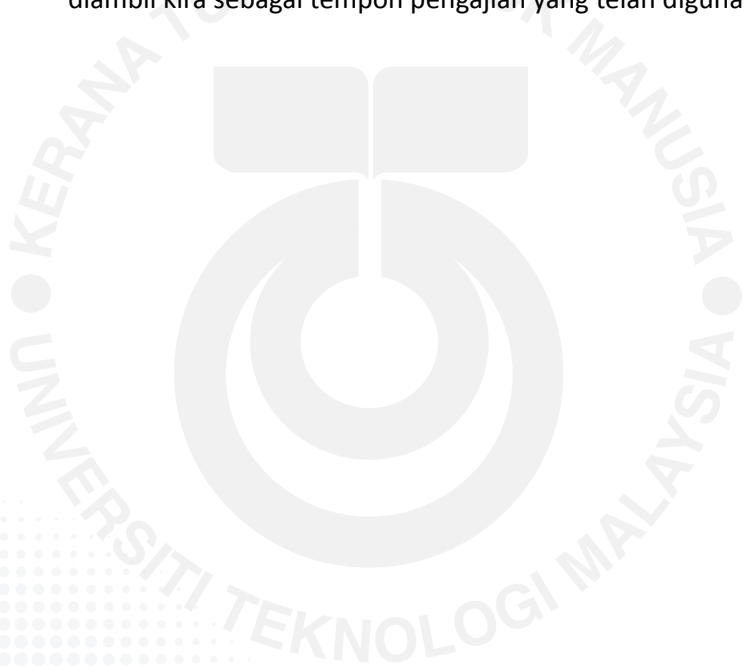 diambil kira sebagai tempoh pengajian yang telah diguna
KERANA MANUSIA
UNIVERSITI TEKNOLOGI MALAYSIA